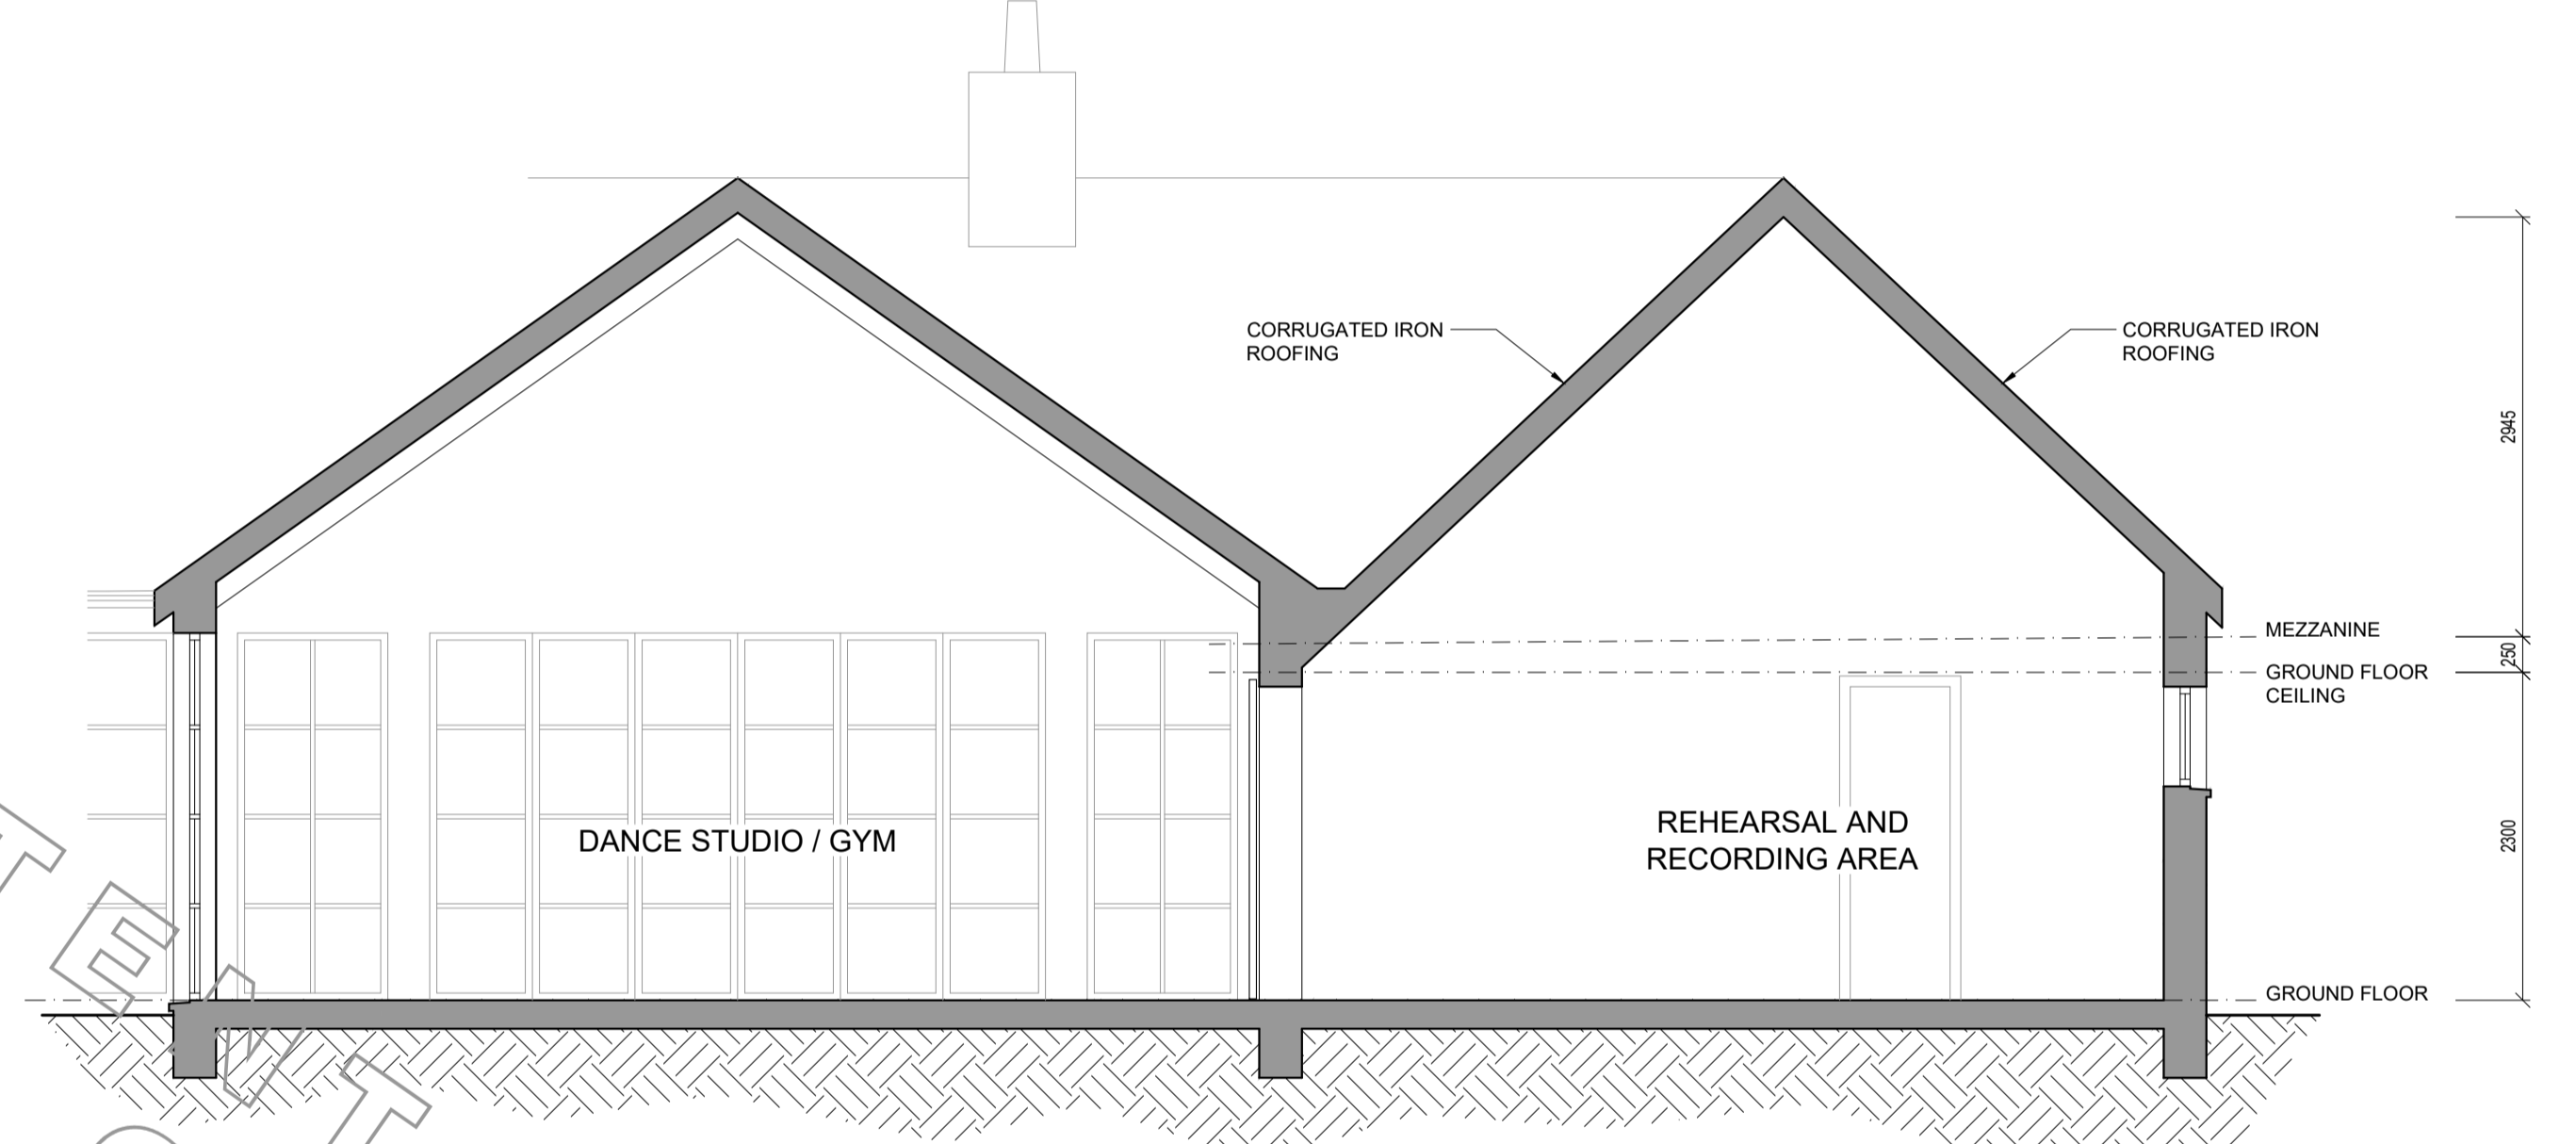 CORRUGATED IRON
ROOFING
CORRUGATED IRON
ROOFING
2945
MEZZANINE
250
GROUND FLOOR
CEILING
DANCE STUDIO / GYM
REHEARSAL AND
RECORDING AREA
2300
GROUND FLOOR